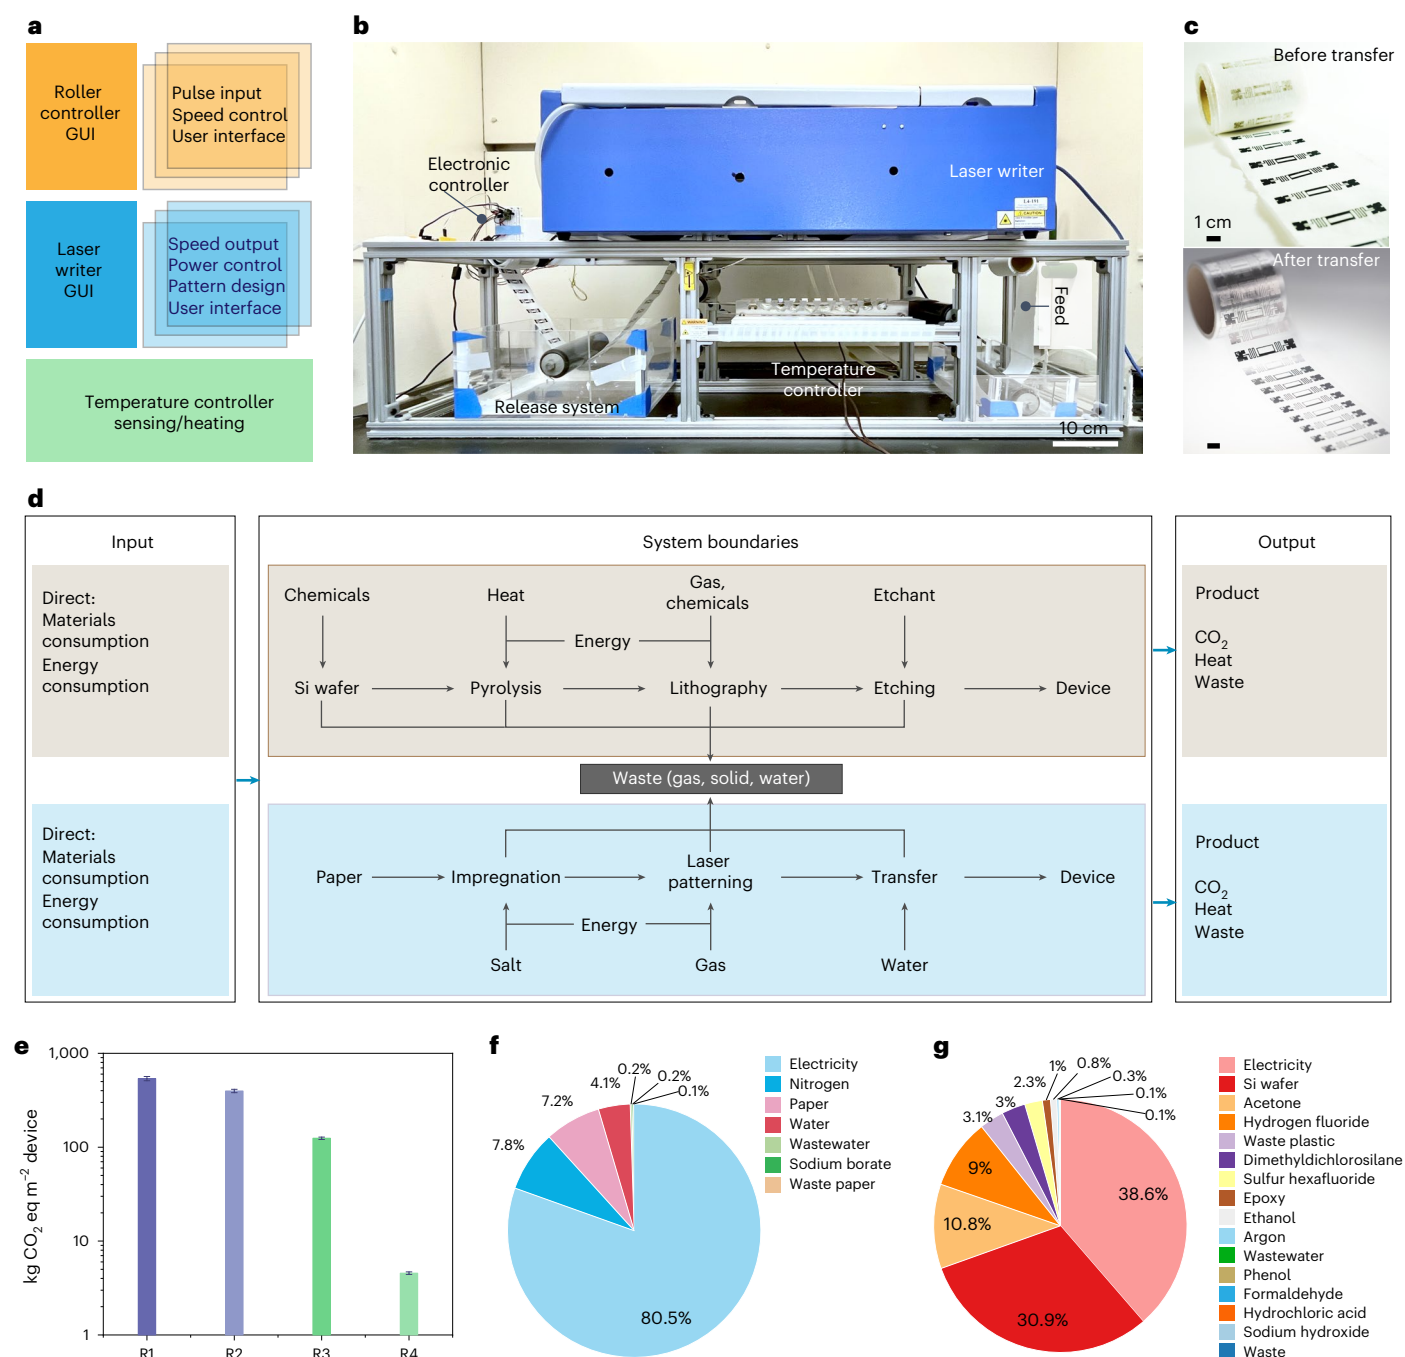 a
Roller
controller
GUI
Pulse input
Speed control
User interface
Laser
writer
GUI
Speed output
Power control
Pattern design
User interface
Temperature controller
sensing/heating
b
Electronic
controller
Laser writer
CAUTION
Feed
Temperature
controller
Release system
10 cm
c
Before transfer
1 cm
After transfer
d
Input
Direct:
Materials
consumption
Energy
consumption
Direct:
Materials
consumption
Energy
consumption
System boundaries
Chemicals
Heat
Gas,
chemicals
Etchant
Energy
Si wafer
Pyrolysis
Lithography
Etching
Device
Waste (gas, solid, water)
Paper
Impregnation
Laser
patterning
Transfer
Device
Energy
Salt
Gas
Water
Output
Product
CO₂
Heat
Waste
Product
CO₂
Heat
Waste
e
kg CO₂ eq m⁻² device
1,000
100
10
1
R1
R2
R3
R4
f
0.2%
0.2%
0.1%
4.1%
7.2%
7.8%
80.5%
Electricity
Nitrogen
Paper
Water
Wastewater
Sodium borate
Waste paper
g
1%
0.8%
0.3%
0.1%
0.1%
2.3%
3%
3.1%
9%
10.8%
30.9%
38.6%
Electricity
Si wafer
Acetone
Hydrogen fluoride
Waste plastic
Dimethyldichlorosilane
Sulfur hexafluoride
Epoxy
Ethanol
Argon
Wastewater
Phenol
Formaldehyde
Hydrochloric acid
Sodium hydroxide
Waste